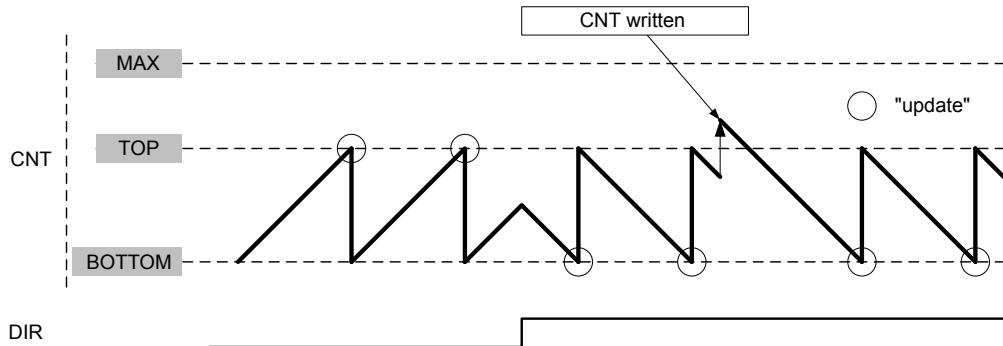 CNT written
MAX
"update"
TOP
CNT
BOTTOM
DIR